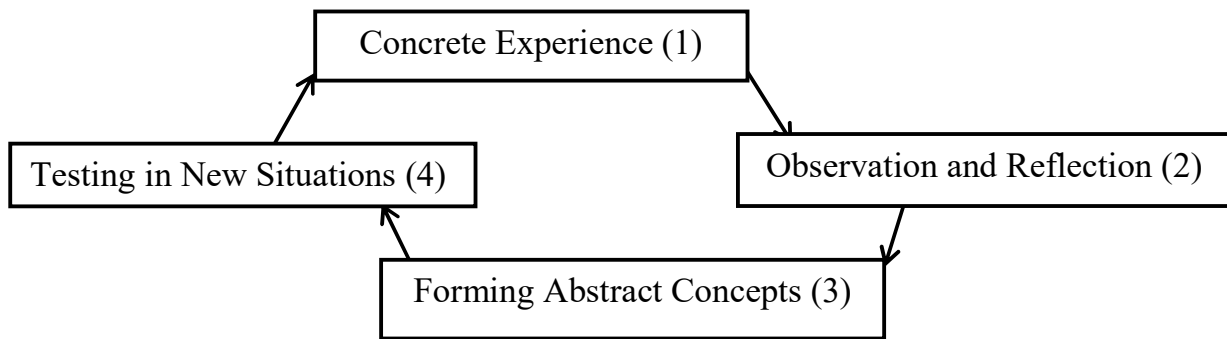 Concrete Experience (1)
Testing in New Situations (4)
Observation and Reflection (2)
Forming Abstract Concepts (3)